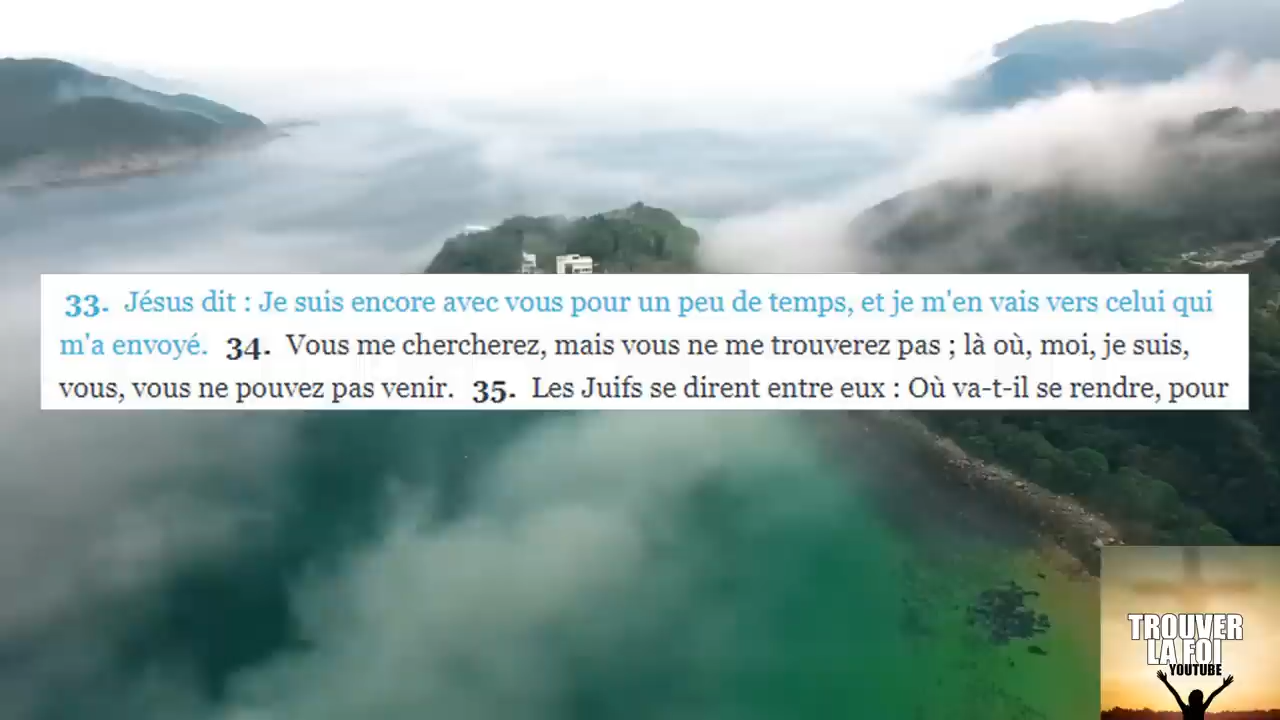 33. Jésus dit : Je suis encore avec vous pour un peu de temps, et je m'en vais vers celui qui
m'a envoyé. 34. Vous me chercherez, mais vous ne me trouverez pas ; là où, moi, je suis,
vous, vous ne pouvez pas venir. 35. Les Juifs se dirent entre eux : Où va-t-il se rendre, pour
TROUVER
LA FOI
YOUTUBE